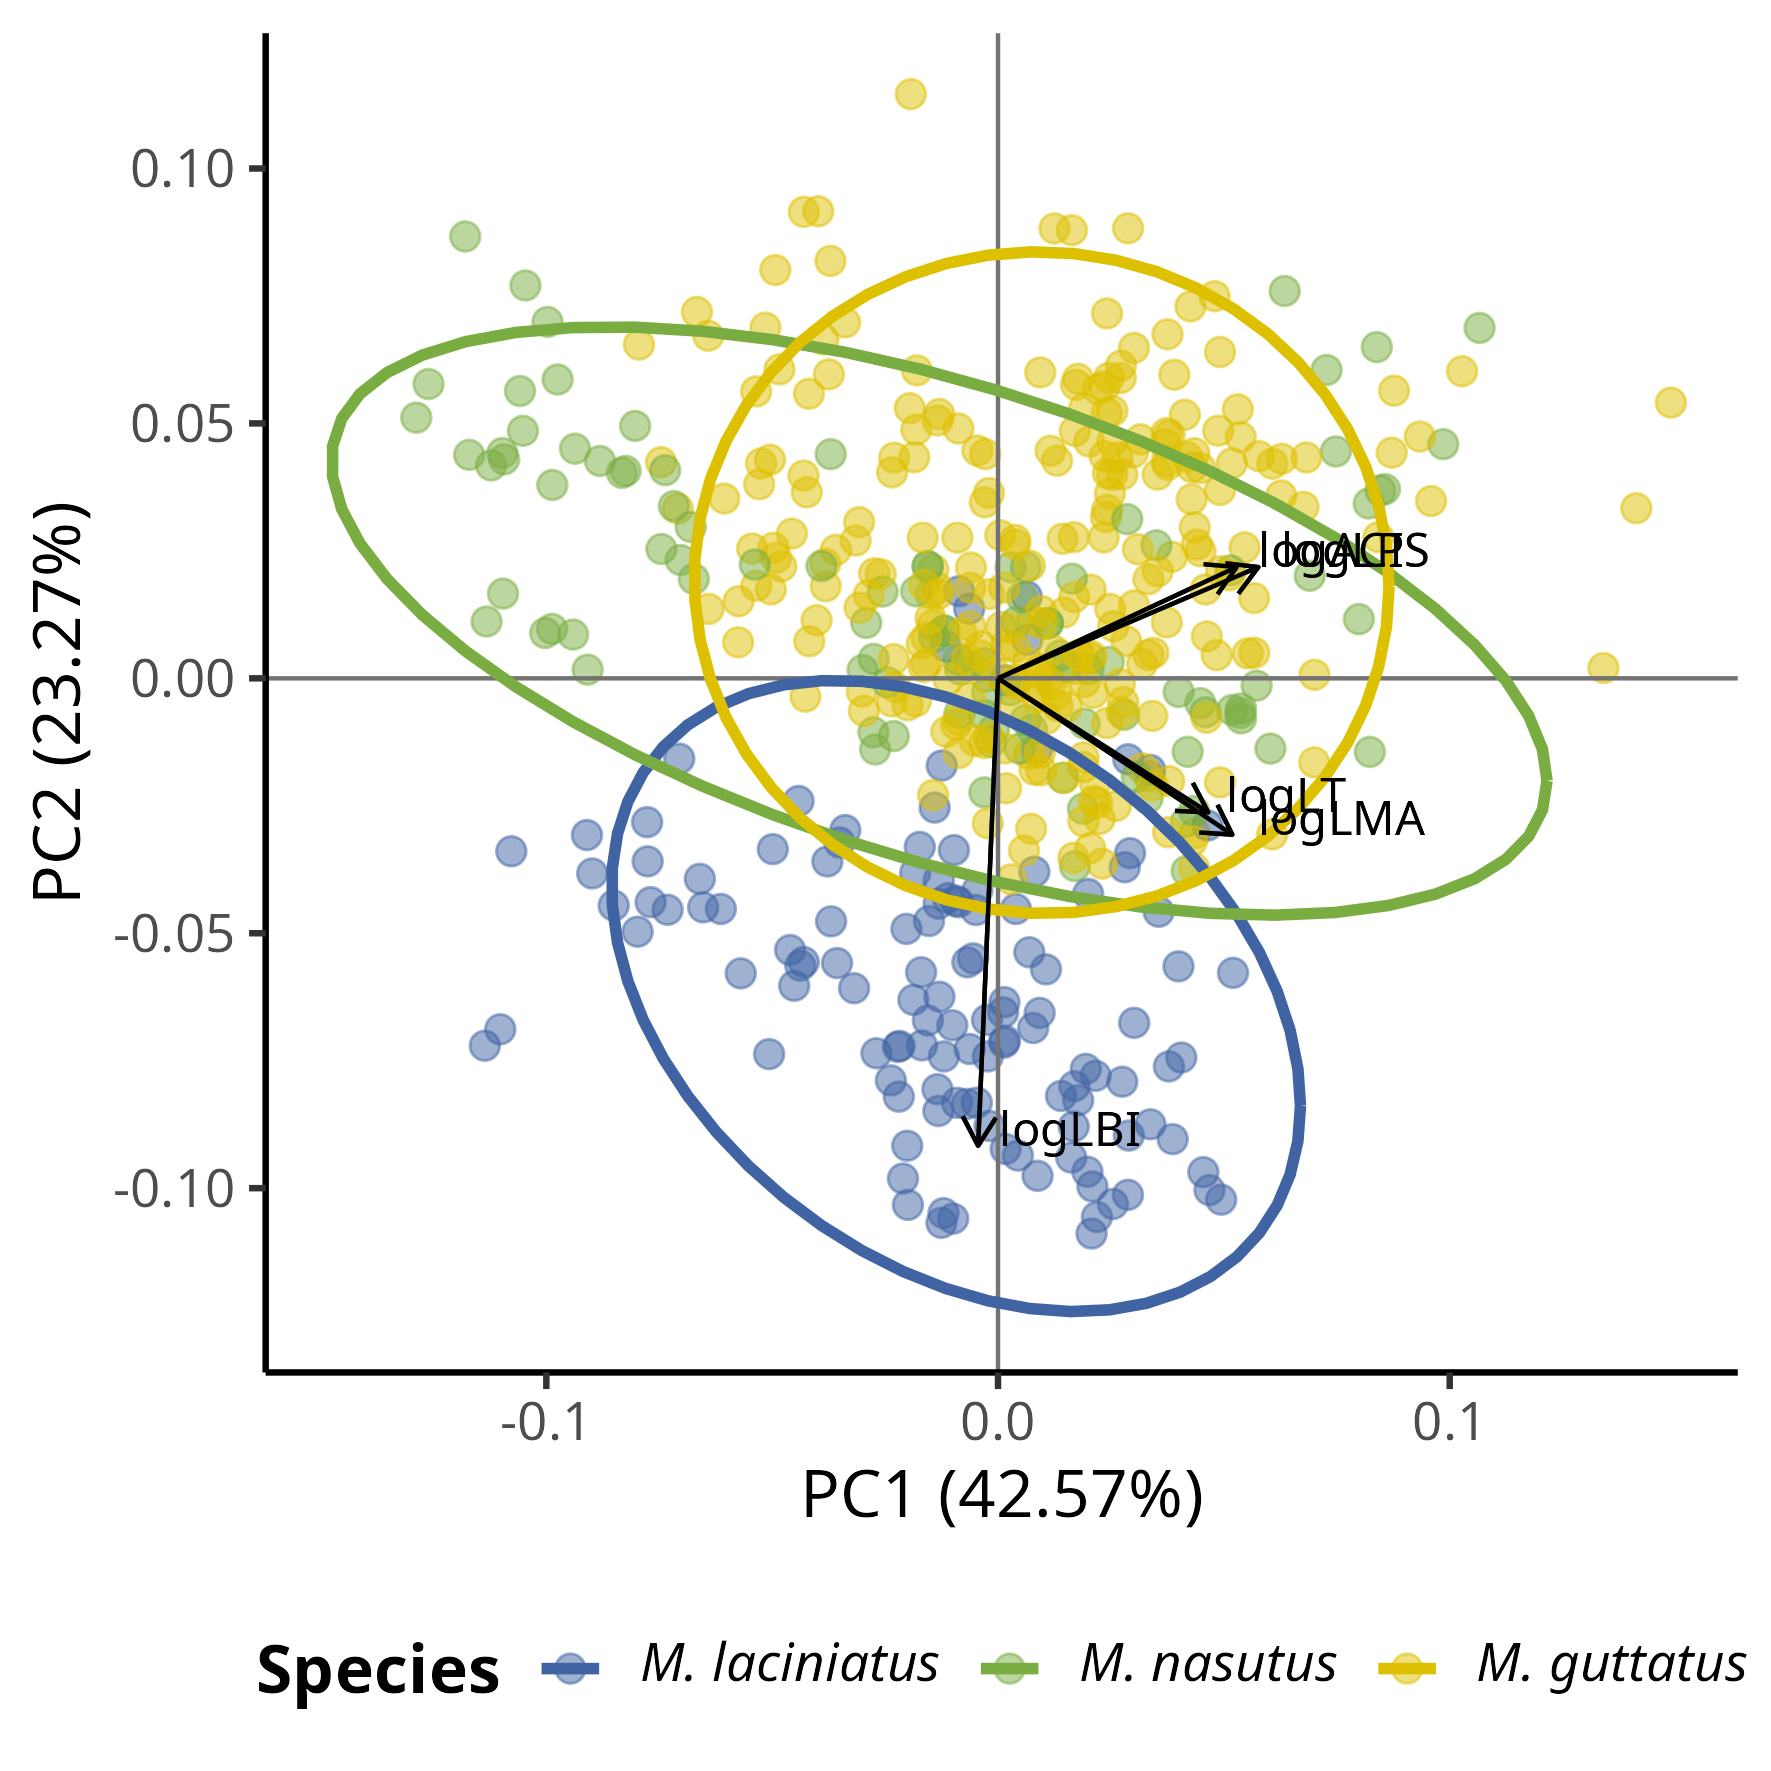 PC2 (23.27%)
0.10
0.05
0.00
-0.05
-0.10
logLT
logLMA
logLBI
-0.1
0.0
0.1
PC1 (42.57%)
Species
M. laciniatus
M. nasutus
M. guttatus